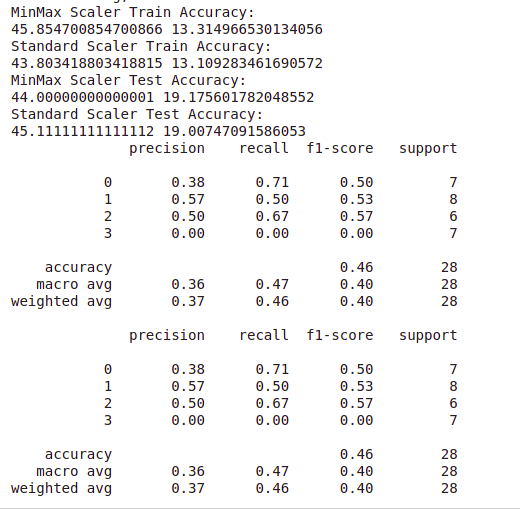 MinMax Scaler Train Accuracy:
45.854700854700866 13.314966530134056
Standard Scaler Train Accuracy:
43.803418803418815 13.109283461690572
MinMax Scaler Test Accuracy:
44.00000000000001 19.175601782048552
Standard Scaler Test Accuracy:
45.11111111111112 19.00747091586053
precision recall f1-score support
0 0.38 0.71 0.50 7
1 0.57 0.50 0.53 8
2 0.50 0.67 0.57 6
3 0.00 0.00 0.00 7
accuracy 0.46 28
macro avg 0.36 0.47 0.40 28
weighted avg 0.37 0.46 0.40 28
precision recall f1-score support
0 0.38 0.71 0.50 7
1 0.57 0.50 0.53 8
2 0.50 0.67 0.57 6
3 0.00 0.00 0.00 7
accuracy 0.46 28
macro avg 0.36 0.47 0.40 28
weighted avg 0.37 0.46 0.40 28